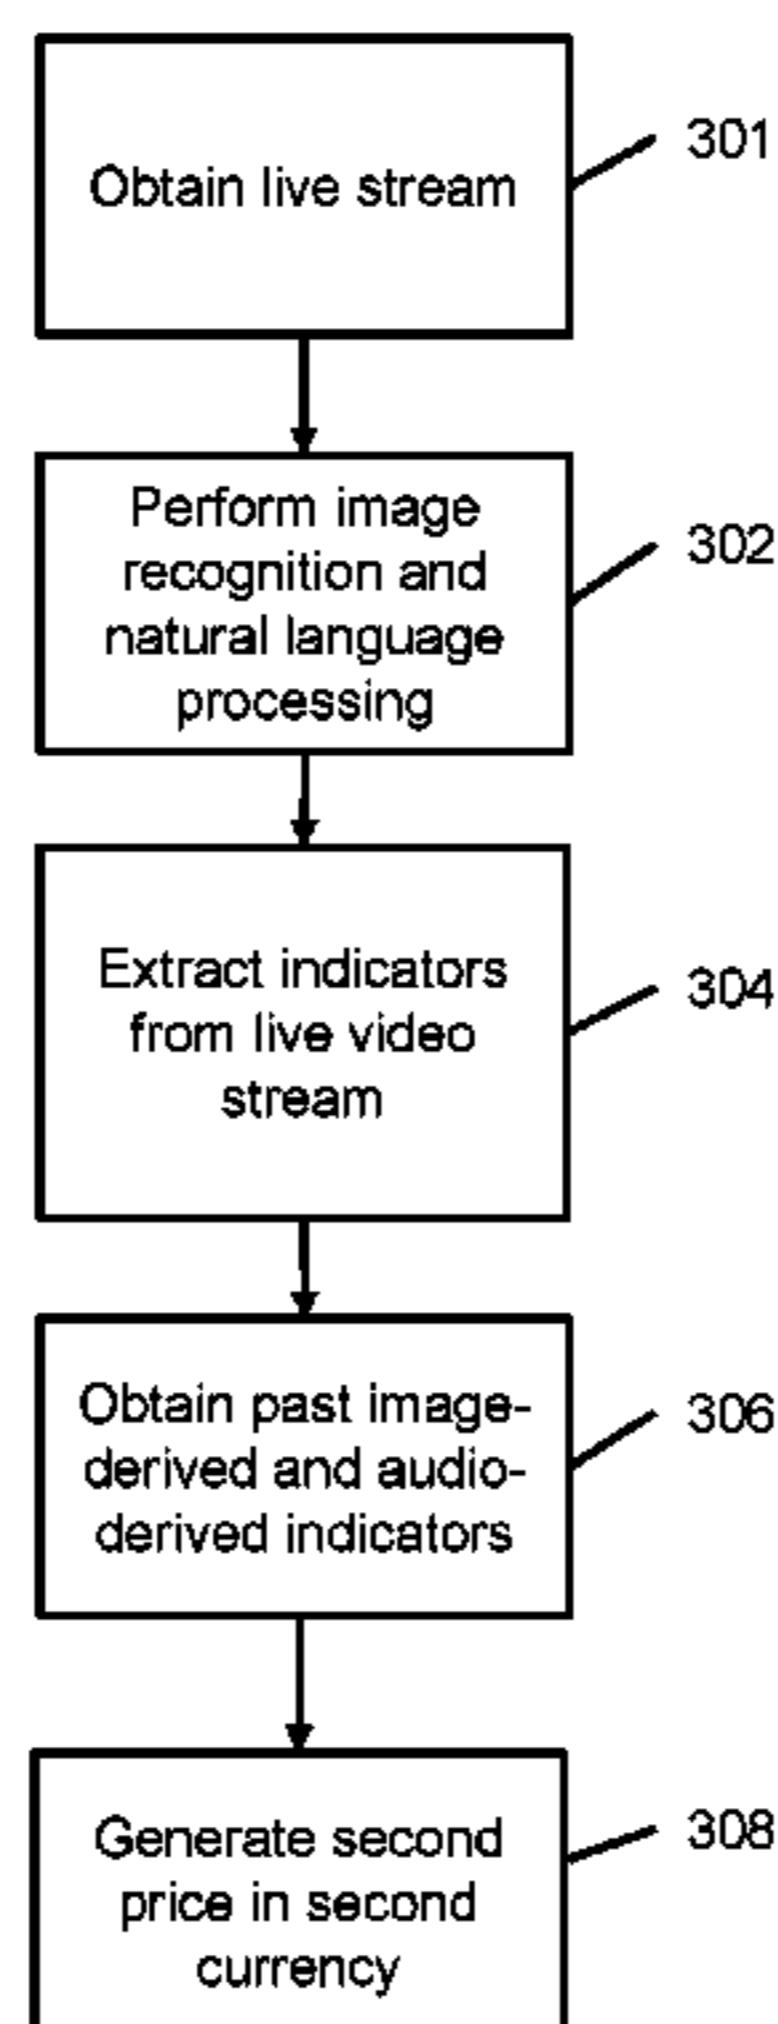 Obtain live stream
301
Perform image
recognition and
natural language
processing
302
Extract indicators
from live video
stream
304
Obtain past image-
derived and audio-
derived indicators
306
Generate second
price in second
currency
308